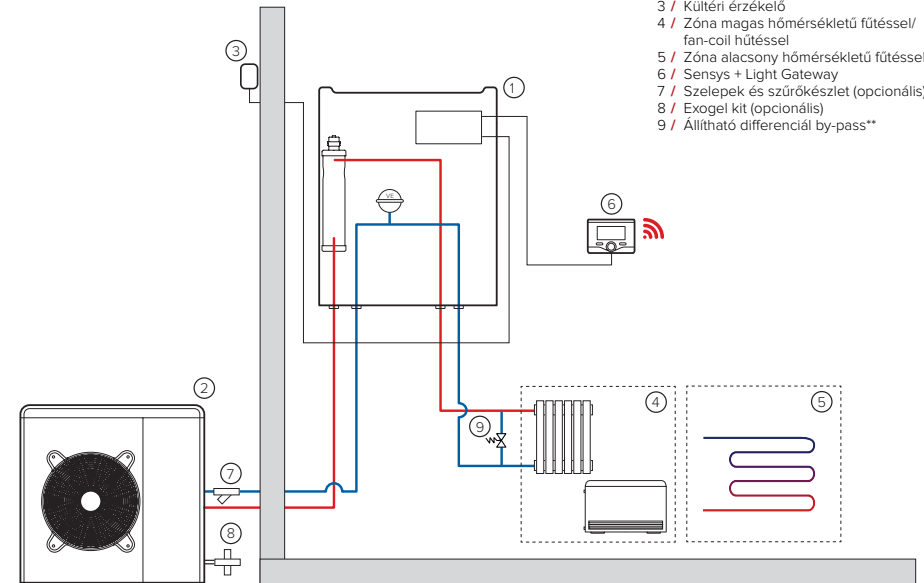 3 / Kültéri érzékelő
4 / Zóna magas hőmérsékletű fűtéssel/
fan-coil hűtéssel
5 / Zóna alacsony hőmérsékletű fűtéssel
6 / Sensys + Light Gateway
7 / Szelepek és szűrőkészlet (opcionális)
8 / Exogel kit (opcionális)
9 / Állítható differenciál by-pass**
3
1
VE
6
2
4
5
9
7
8